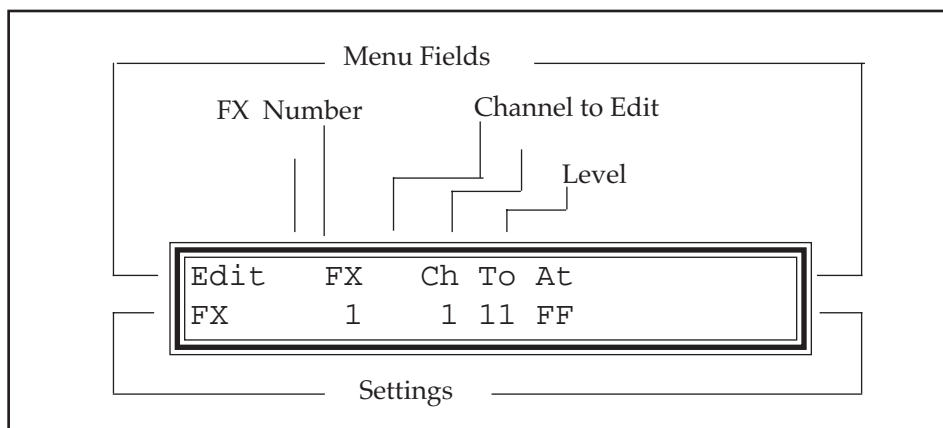 Menu Fields
FX Number
Channel to Edit
Level
Edit FX Ch To At
FX 1 1 11 FF
Settings